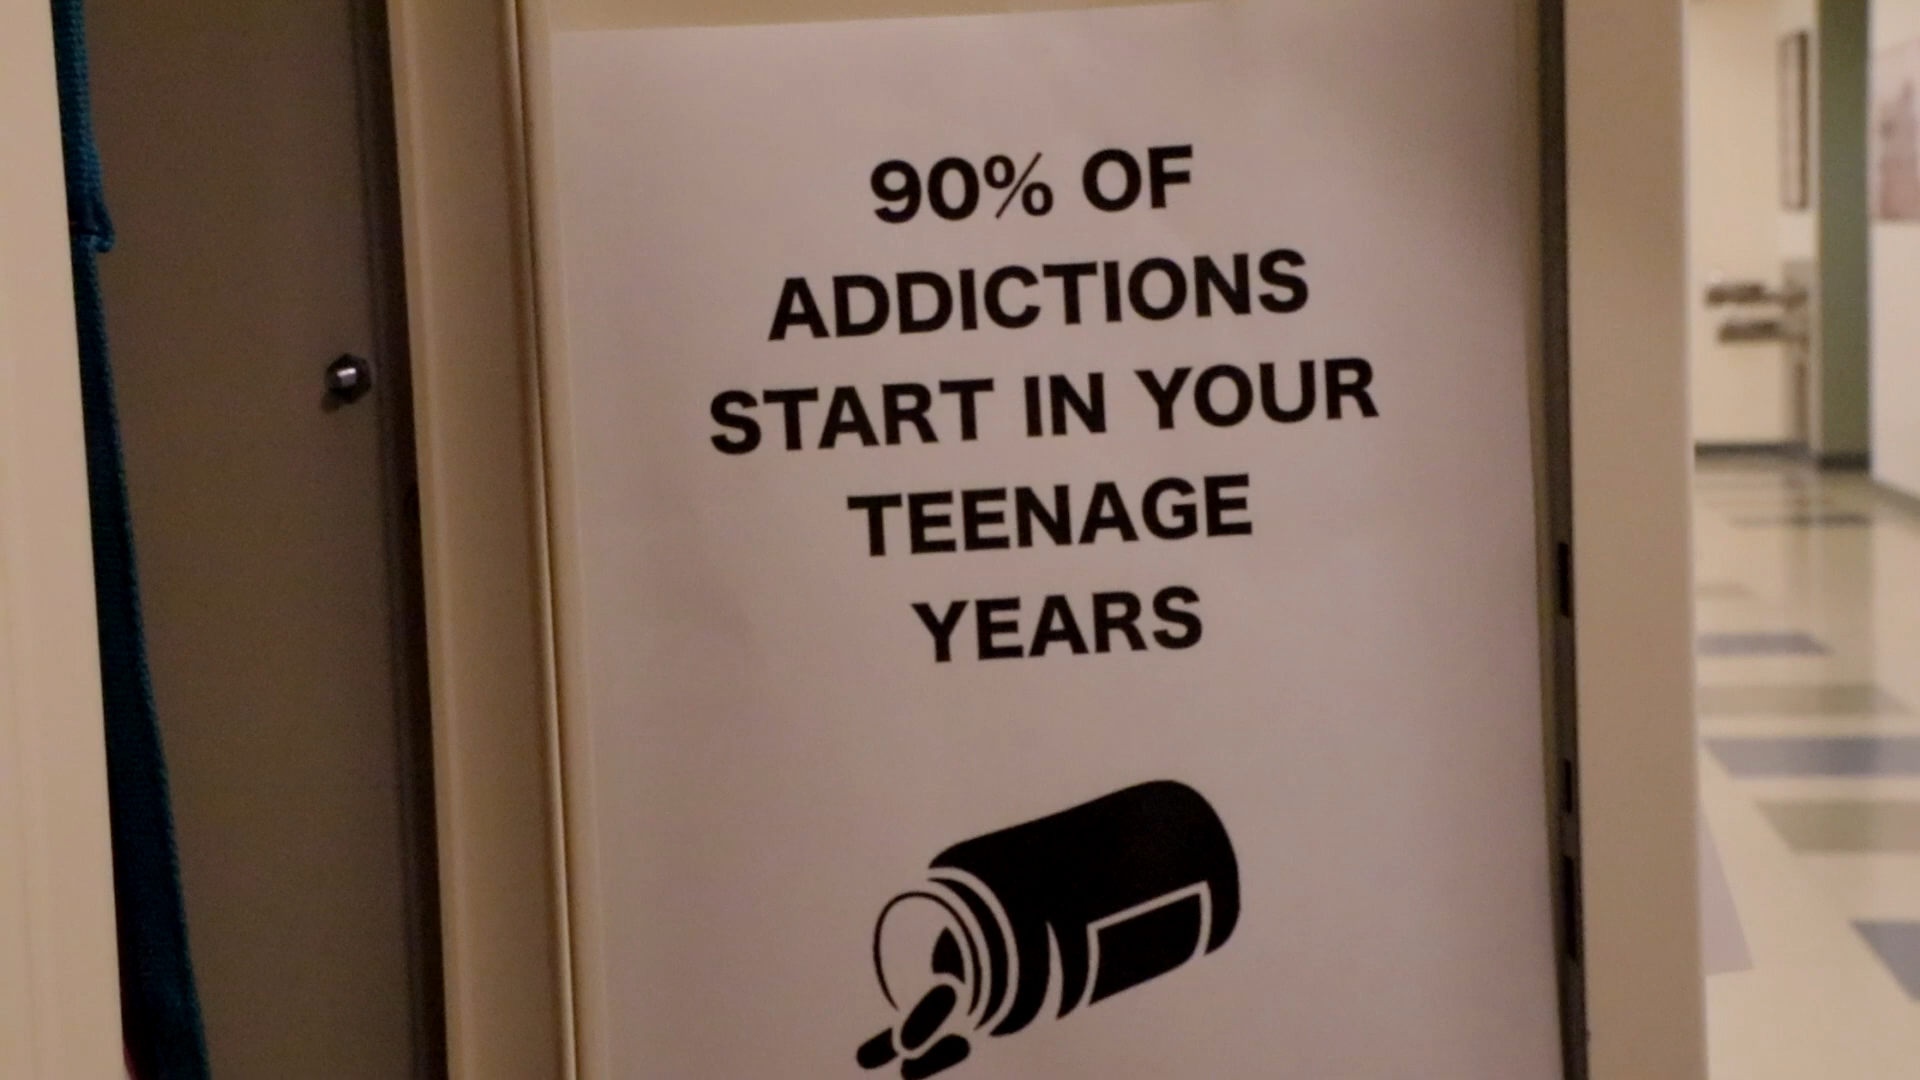 90% OF
ADDICTIONS
START IN YOUR
TEENAGE
YEARS